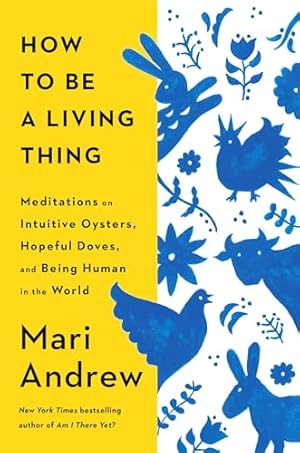 HOW
TO BE
A LIVING
THING
Meditations on
Intuitive Oysters,
Hopeful Doves,
and Being Human
in the World
Mari
Andrew
New York Times bestselling
author of Am I There Yet?